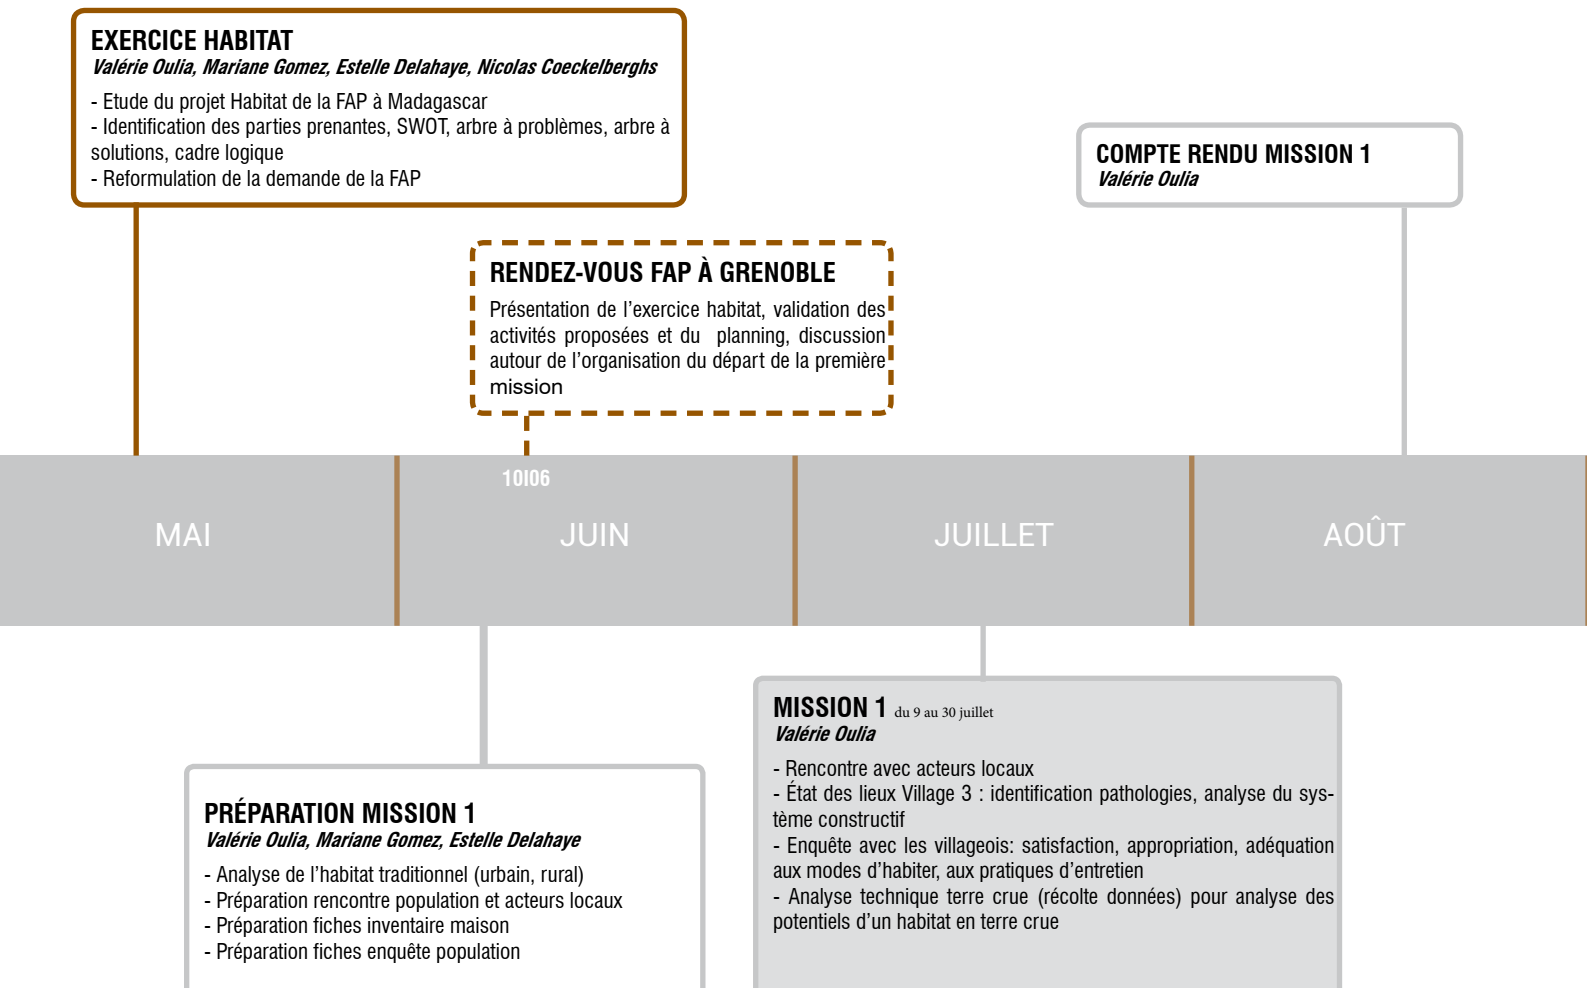 EXERCICE HABITAT
Valérie Oulia, Mariane Gomez, Estelle Delahaye, Nicolas Coeckelberghs
- Etude du projet Habitat de la FAP à Madagascar
- Identification des parties prenantes, SWOT, arbre à problèmes, arbre à
solutions, cadre logique
- Reformulation de la demande de la FAP
COMPTE RENDU MISSION 1
Valérie Oulia
RENDEZ-VOUS FAP À GRENOBLE
Présentation de l'exercice habitat, validation des
activités proposées et du planning, discussion
autour de l'organisation du départ de la première
mission
10I06
MAI
JUIN
JUILLET
AOÛT
PRÉPARATION MISSION 1
Valérie Oulia, Mariane Gomez, Estelle Delahaye
- Analyse de l'habitat traditionnel (urbain, rural)
- Préparation rencontre population et acteurs locaux
- Préparation fiches inventaire maison
- Préparation fiches enquête population
MISSION 1 du 9 au 30 juillet
Valérie Oulia
- Rencontre avec acteurs locaux
- État des lieux Village 3 : identification pathologies, analyse du sys-
tème constructif
- Enquête avec les villageois: satisfaction, appropriation, adéquation
aux modes d'habiter, aux pratiques d'entretien
- Analyse technique terre crue (récolte données) pour analyse des
potentiels d'un habitat en terre crue